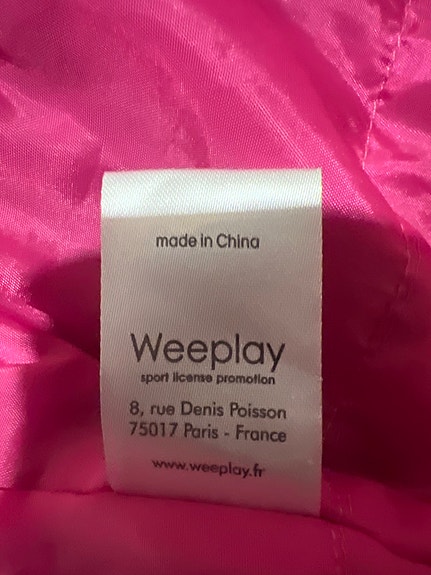 made in China
Weeplay
sport license promotion
8, rue Denis Poisson
75017 Paris - France
www.weeplay.fr